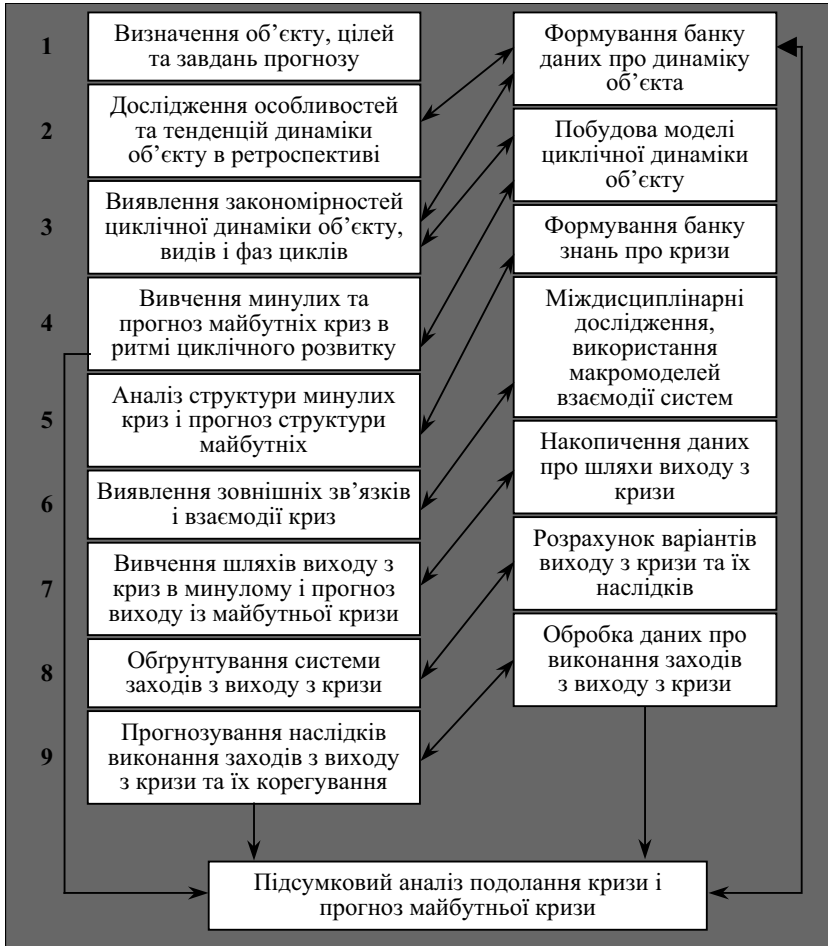 1
Визначення об’єкту, цілей
та завдань прогнозу
2
Дослідження особливостей
та тенденцій динаміки
об’єкту в ретроспективі
3
Виявлення закономірностей
циклічної динаміки об’єкту,
видів і фаз циклів
4
Вивчення минулих та
прогноз майбутніх криз в
ритмі циклічного розвитку
5
Аналіз структури минулих
криз і прогноз структури
майбутніх
6
Виявлення зовнішніх зв’язків
і взаємодії криз
7
Вивчення шляхів виходу з
криз в минулому і прогноз
виходу із майбутньої кризи
8
Обґрунтування системи
заходів з виходу з кризи
9
Прогнозування наслідків
виконання заходів з виходу
з кризи та їх корегування
Формування банку
даних про динаміку
об’єкта
Побудова моделі
циклічної динаміки
об’єкту
Формування банку
знань про кризи
Міждисциплінарні
дослідження,
використання
макромоделей
взаємодії систем
Накопичення даних
про шляхи виходу з
кризи
Розрахунок варіантів
виходу з кризи та їх
наслідків
Обробка даних про
виконання заходів
з виходу з кризи
Підсумковий аналіз подолання кризи і
прогноз майбутньої кризи